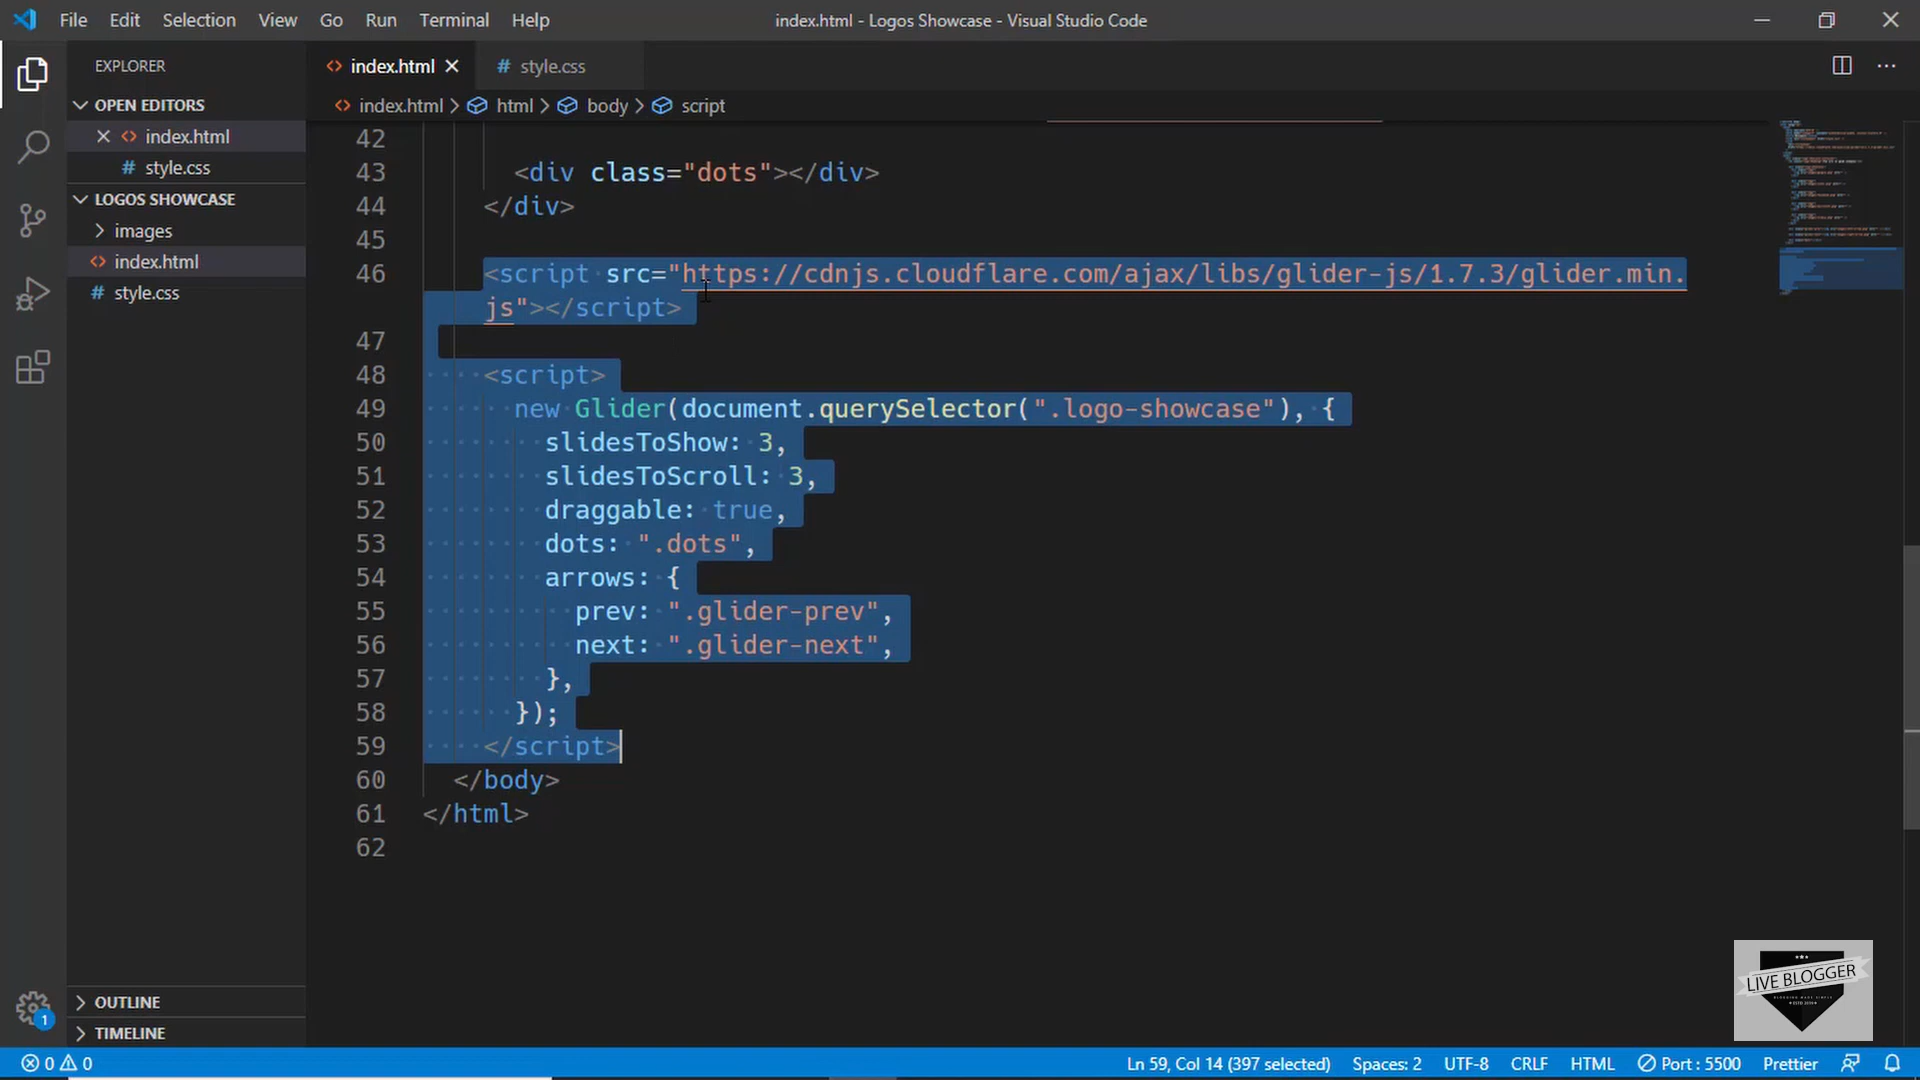 File Edit Selection View Go Run Terminal Help
index.html - Logos Showcase - Visual Studio Code
EXPLORER
OPEN EDITORS
index.html
style.css
LOGOS SHOWCASE
images
index.html
style.css
OUTLINE
TIMELINE
index.html
style.css
index.html > html > body > script
42
43 <div class="dots"></div>
44 </div>
45
46 <script src="https://cdnjs.cloudflare.com/ajax/libs/glider-js/1.7.3/glider.min.
js"></script>
47
48 <script>
49 new Glider(document.querySelector(".logo-showcase"), {
50 slidesToShow: 3,
51 slidesToScroll: 3,
52 draggable: true,
53 dots: ".dots",
54 arrows: {
55 prev: ".glider-prev",
56 next: ".glider-next",
57 },
58 });
59 </script>
60 </body>
61 </html>
62
LIVE BLOGGER
1
0 0
Ln 59, Col 14 (397 selected) Spaces: 2 UTF-8 CRLF HTML Port : 5500 Prettier